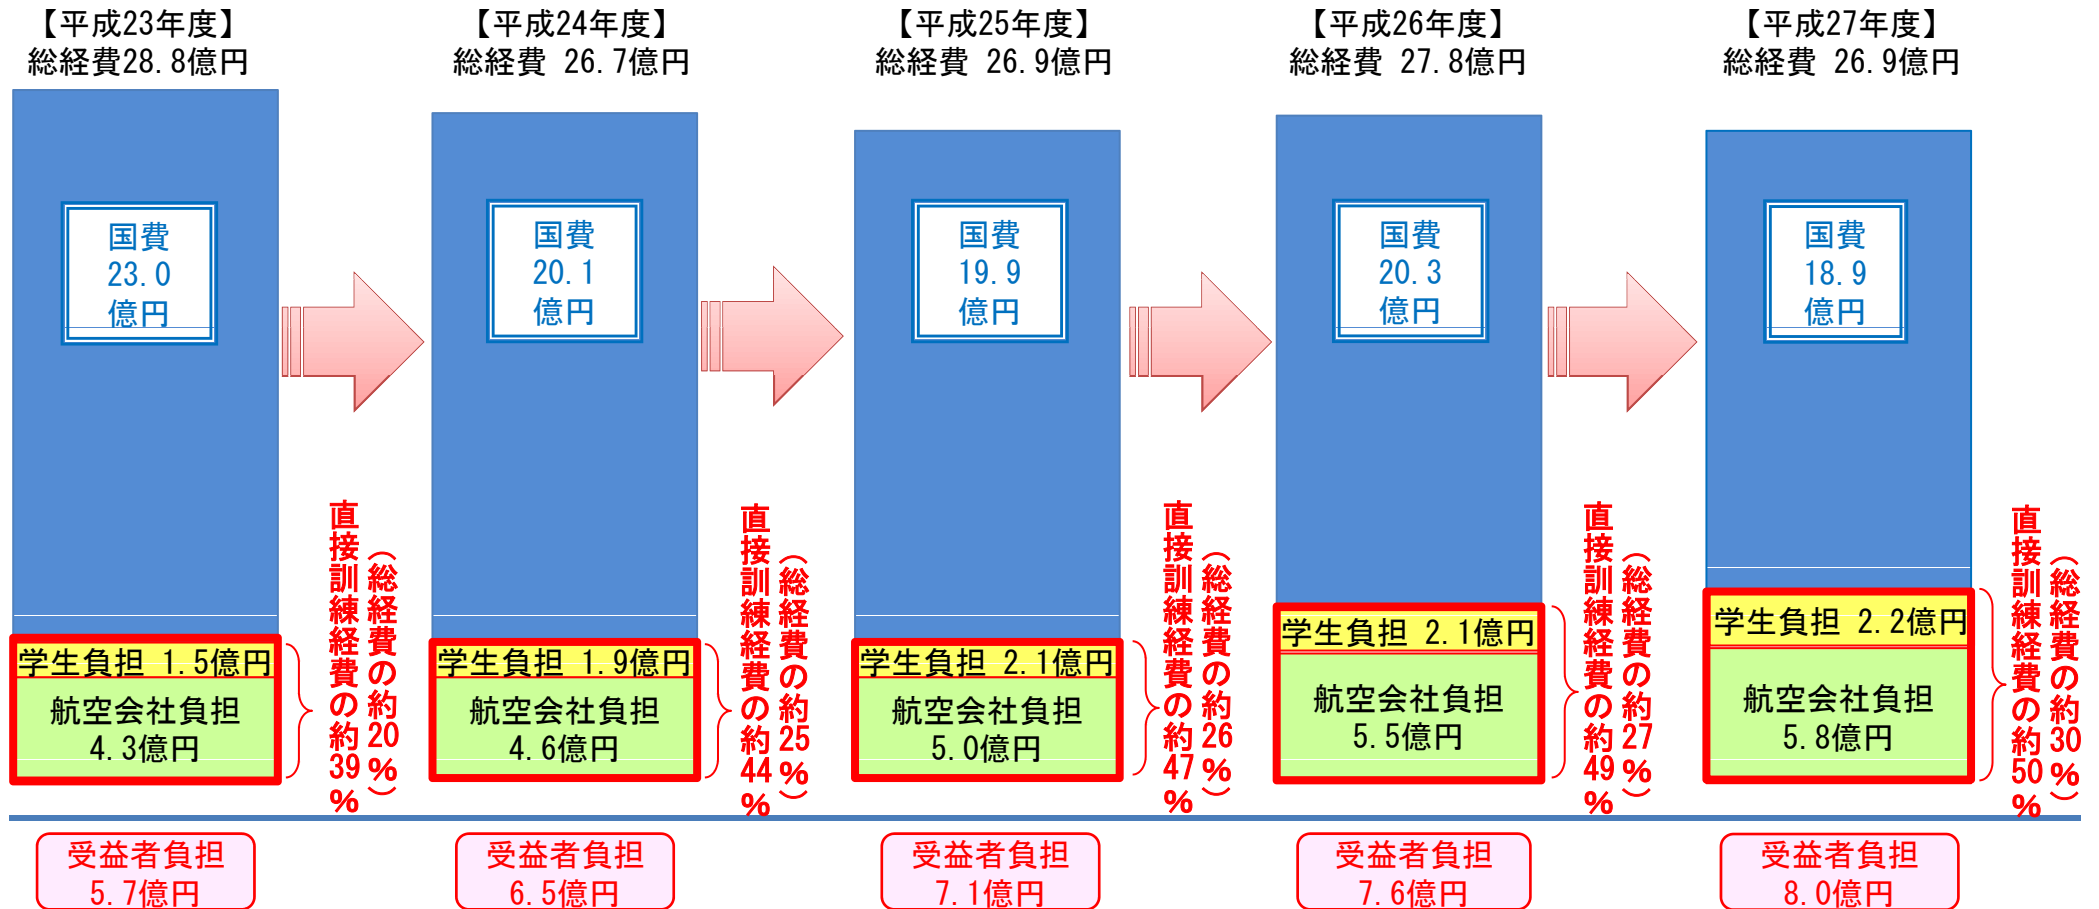 【平成23年度】
総経費28.8億円
国費
23.0
億円
学生負担 1.5億円
航空会社負担
4.3億円
直接訓練経費の約39%
(総経費の約20%)
受益者負担
5.7億円
【平成24年度】
総経費 26.7億円
国費
20.1
億円
学生負担 1.9億円
航空会社負担
4.6億円
直接訓練経費の約44%
(総経費の約25%)
受益者負担
6.5億円
【平成25年度】
総経費 26.9億円
国費
19.9
億円
学生負担 2.1億円
航空会社負担
5.0億円
直接訓練経費の約47%
(総経費の約26%)
受益者負担
7.1億円
【平成26年度】
総経費 27.8億円
国費
20.3
億円
学生負担 2.1億円
航空会社負担
5.5億円
直接訓練経費の約49%
(総経費の約27%)
受益者負担
7.6億円
【平成27年度】
総経費 26.9億円
国費
18.9
億円
学生負担 2.2億円
航空会社負担
5.8億円
直接訓練経費の約50%
(総経費の約30%)
受益者負担
8.0億円